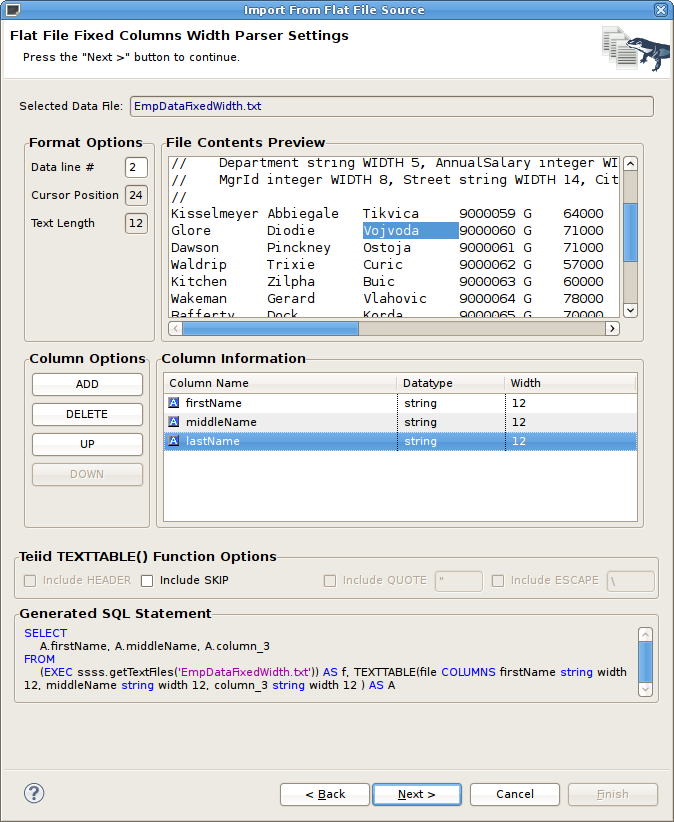 Import From Flat File Source
Flat File Fixed Columns Width Parser Settings
Press the "Next >" button to continue.
Selected Data File: EmpDataFixedWidth.txt
Format Options
Data line # 2
Cursor Position 24
Text Length 12
File Contents Preview
// Department string WIDTH 5, AnnualSalary integer WI
// MgrId integer WIDTH 8, Street string WIDTH 14, Cit
//
Kisselmeyer Abbiegale Tikvica 9000059 G 64000
Glore Diodie Vojvoda 9000060 G 71000
Dawson Pinckney Ostoja 9000061 G 71000
Waldrip Trixie Curic 9000062 G 57000
Kitchen Zilpha Buic 9000063 G 60000
Wakeman Gerard Vlahovic 9000064 G 78000
Rafferty Dock Korda 9000065 G 70000
Column Options
ADD
DELETE
UP
DOWN
Column Information
Column Name Datatype Width
A firstName string 12
A middleName string 12
A lastName string 12
Teiid TEXTTABLE() Function Options
Include HEADER Include SKIP Include QUOTE " Include ESCAPE \
Generated SQL Statement
SELECT
A.firstName, A.middleName, A.column_3
FROM
(EXEC ssss.getTextFiles('EmpDataFixedWidth.txt')) AS f, TEXTTABLE(file COLUMNS firstName string width
12, middleName string width 12, column_3 string width 12 ) AS A
? < Back Next > Cancel Finish